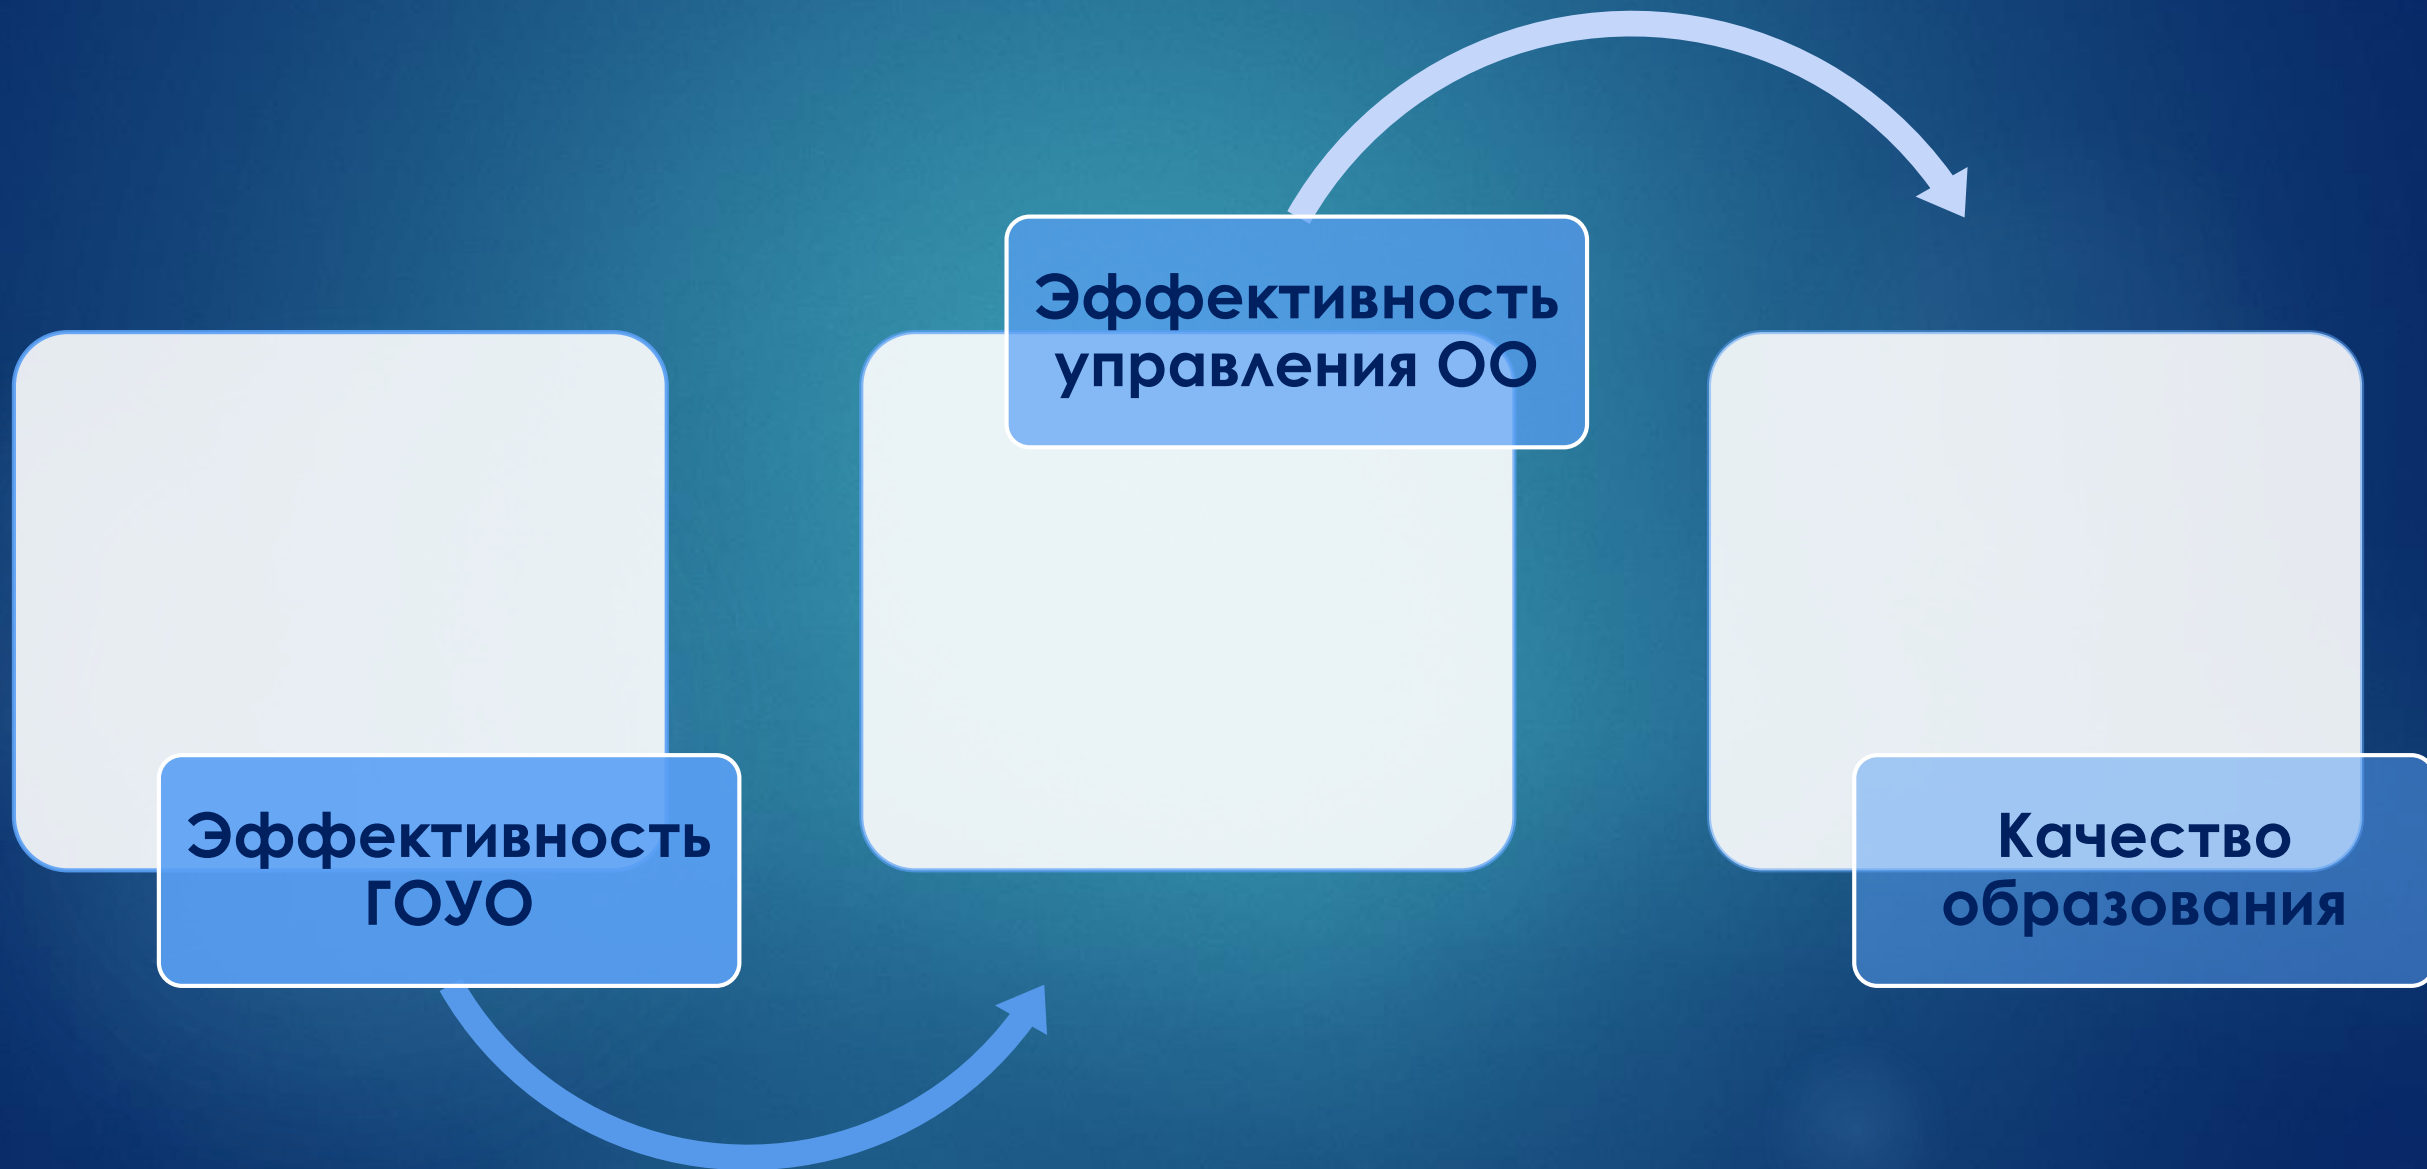 Эффективность
ГОУО
Эффективность
управления ОО
Качество
образования